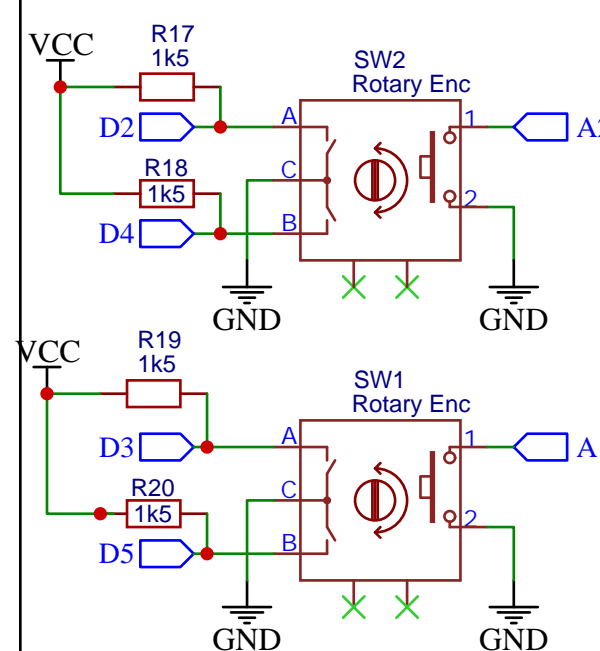 VCC
R17
1k5
SW2
Rotary Enc
D2
A
1
R18
1k5
C
D4
B
2
GND
GND
VCC
R19
1k5
SW1
Rotary Enc
D3
A
1
A
R20
1k5
C
D5
B
2
GND
GND